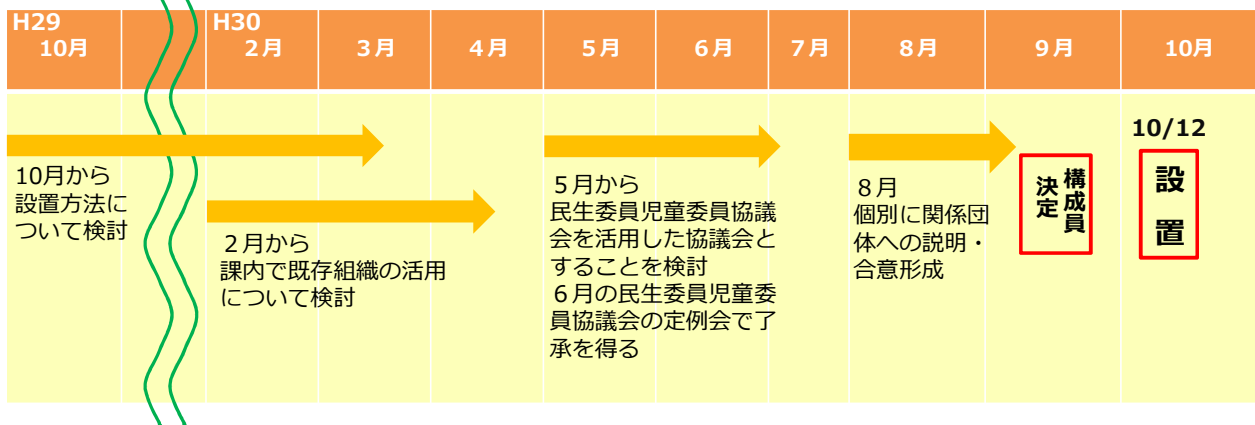 H29
10月
H30
2月
3月
4月
5月
6月
7月
8月
9月
10月
10月から
設置方法に
ついて検討
２月から
課内で既存組織の活用
について検討
５月から
民生委員児童委員協議
会を活用した協議会と
することを検討
６月の民生委員児童委
員協議会の定例会で了
承を得る
８月
個別に関係団
体への説明・
合意形成
構成員
決定
10/12
設
置